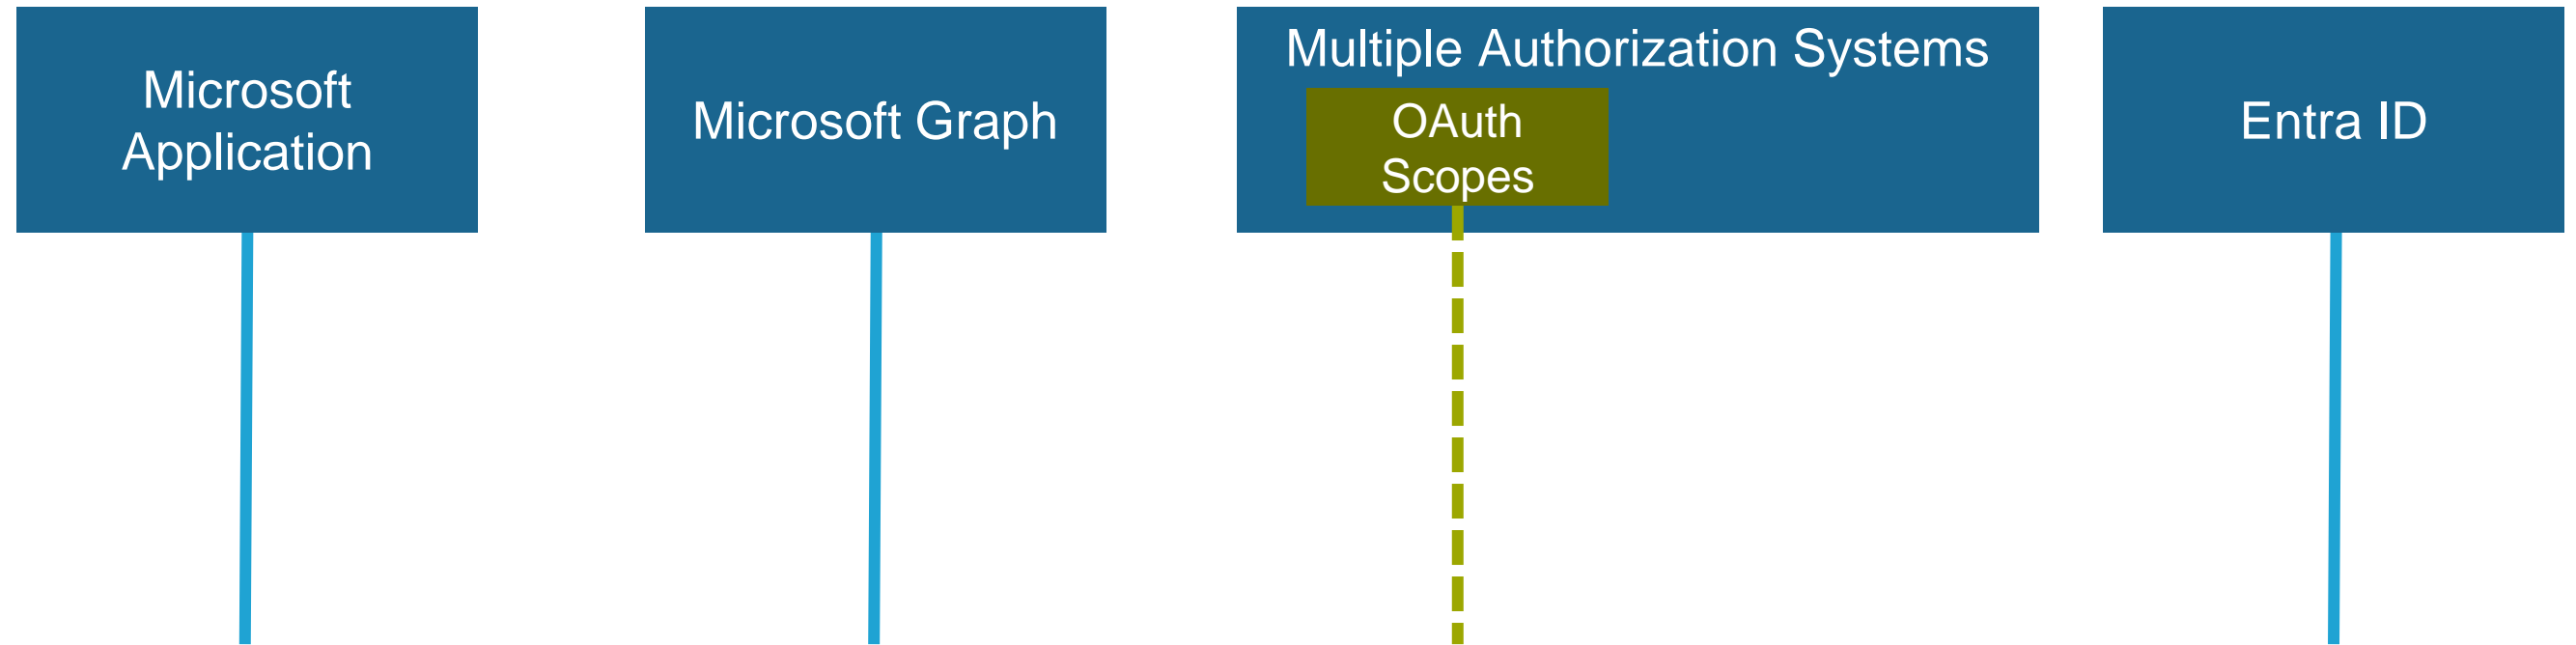 Microsoft
Application
Microsoft Graph
Multiple Authorization Systems
OAuth
Scopes
Entra ID